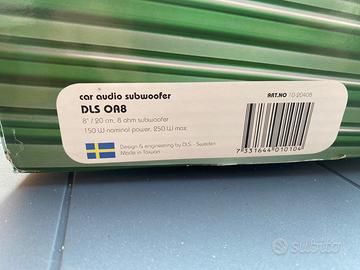 car audio subwoofer
DLS OA8
8" / 20 cm, 8 ohm subwoofer
150 W nominal power, 250 W max
Design & engineering by DLS - Sweden
Made in Taiwan
ART.NO 10-20408
7 331644 010104
subito